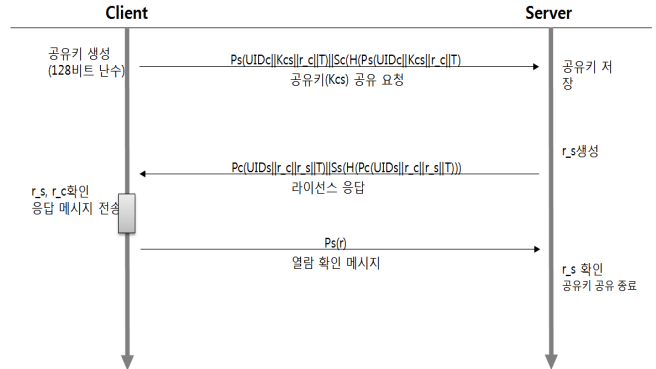 Client
Server
공유키 생성
(128비트 난수)
Ps(UIDc||Kcs||r_c||T)||Sc(H(Ps(UIDc||Kcs||r_c||T)
공유키(Kcs) 공유 요청
공유키 저
장
r_s생성
Pc(UIDs||r_c||r_s||T)||Ss(H(Pc(UIDs||r_c||r_s||T)))
라이선스 응답
r_s, r_c확인
응답 메시지 전송
Ps(r)
열람 확인 메시지
r_s 확인
공유키 공유 종료